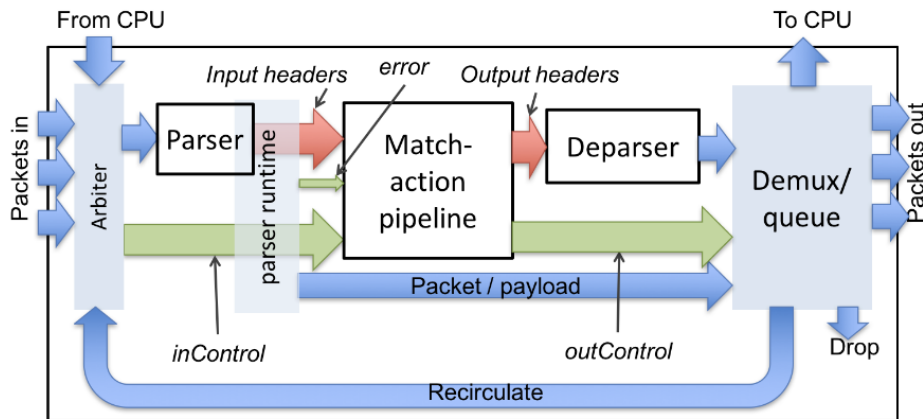 From CPU
To CPU
Input headers
error
Output headers
Packets in
Arbiter
Parser
parser runtime
Match-
action
pipeline
Deparser
Demux/
queue
Packets out
Packet / payload
inControl
outControl
Drop
Recirculate